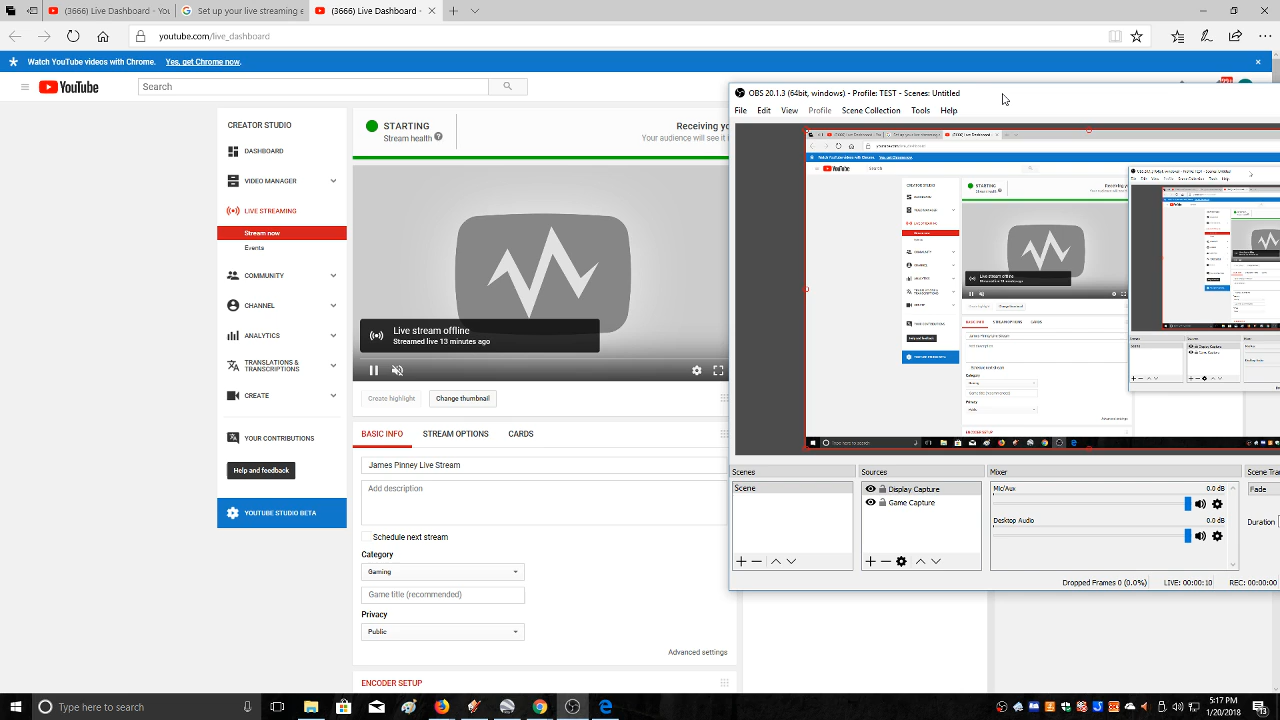 (3666) Live Dashboard - You
Set up your live streaming e
(3666) Live Dashboard -
youtube.com/live_dashboard
Watch YouTube videos with Chrome. Yes, get Chrome now.
YouTube
Search
CREATOR STUDIO
DASHBOARD
VIDEO MANAGER
LIVE STREAMING
Stream now
Events
COMMUNITY
CHANNEL
ANALYTICS
TRANSLATIONS &
TRANSCRIPTIONS
CREATE
YOUR CONTRIBUTIONS
Help and feedback
YOUTUBE STUDIO BETA
STARTING
Stream health
Receiving yo
Your audience will see it i
Live stream offline
Streamed live 13 minutes ago
Create highlight
Change thumbnail
BASIC INFO
STREAM OPTIONS
CARDS
James Pinney Live Stream
Add description
Schedule next stream
Category
Gaming
Game title (recommended)
Privacy
Public
Advanced settings
ENCODER SETUP
OBS 20.1.3 (64bit, windows) - Profile: TEST - Scenes: Untitled
File Edit View Profile Scene Collection Tools Help
Scenes
Scene
Sources
Display Capture
Game Capture
Mixer
Mic/Aux
0.0 dB
Desktop Audio
0.0 dB
Scene Tra
Fade
Duration
Dropped Frames 0 (0.0%)
LIVE: 00:00:10
REC: 00:00:00
Type here to search
5:17 PM
1/20/2018